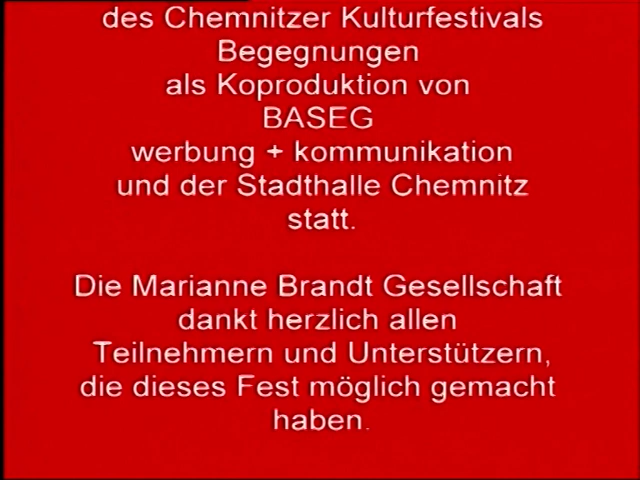 des Chemnitzer Kulturfestivals
Begegnungen
als Koproduktion von
BASEG
werbung + kommunikation
und der Stadthalle Chemnitz
statt.
Die Marianne Brandt Gesellschaft
dankt herzlich allen
Teilnehmern und Unterstützern,
die dieses Fest möglich gemacht
haben.